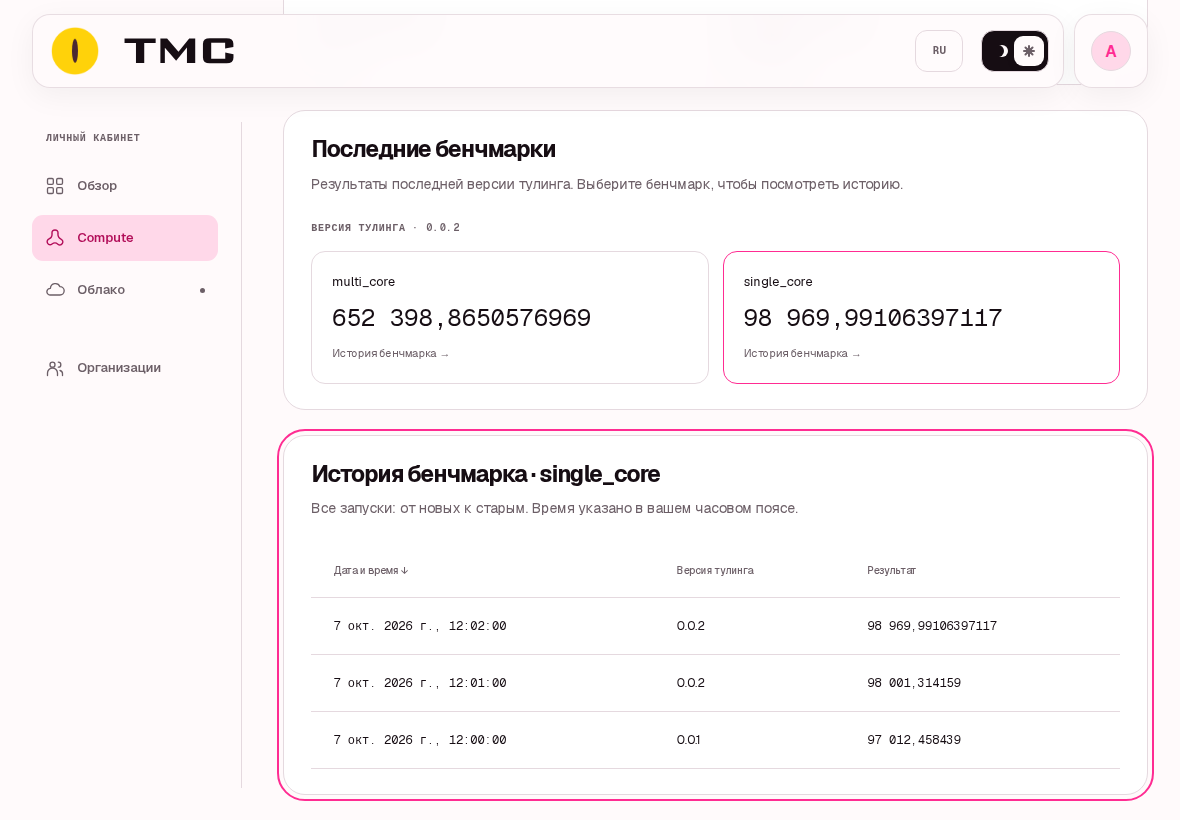 TMC
RU
A
ЛИЧНЫЙ КАБИНЕТ
Обзор
Compute
Облако
Организации
Последние бенчмарки
Результаты последней версии тулинга. Выберите бенчмарк, чтобы посмотреть историю.
ВЕРСИЯ ТУЛИНГА · 0.0.2
multi_core
652 398,8650576969
История бенчмарка →
single_core
98 969,99106397117
История бенчмарка →
История бенчмарка · single_core
Все запуски: от новых к старым. Время указано в вашем часовом поясе.
Дата и время ↓ Версия тулинга Результат
7 окт. 2026 г., 12:02:00 0.0.2 98 969,99106397117
7 окт. 2026 г., 12:01:00 0.0.2 98 001,314159
7 окт. 2026 г., 12:00:00 0.0.1 97 012,458439